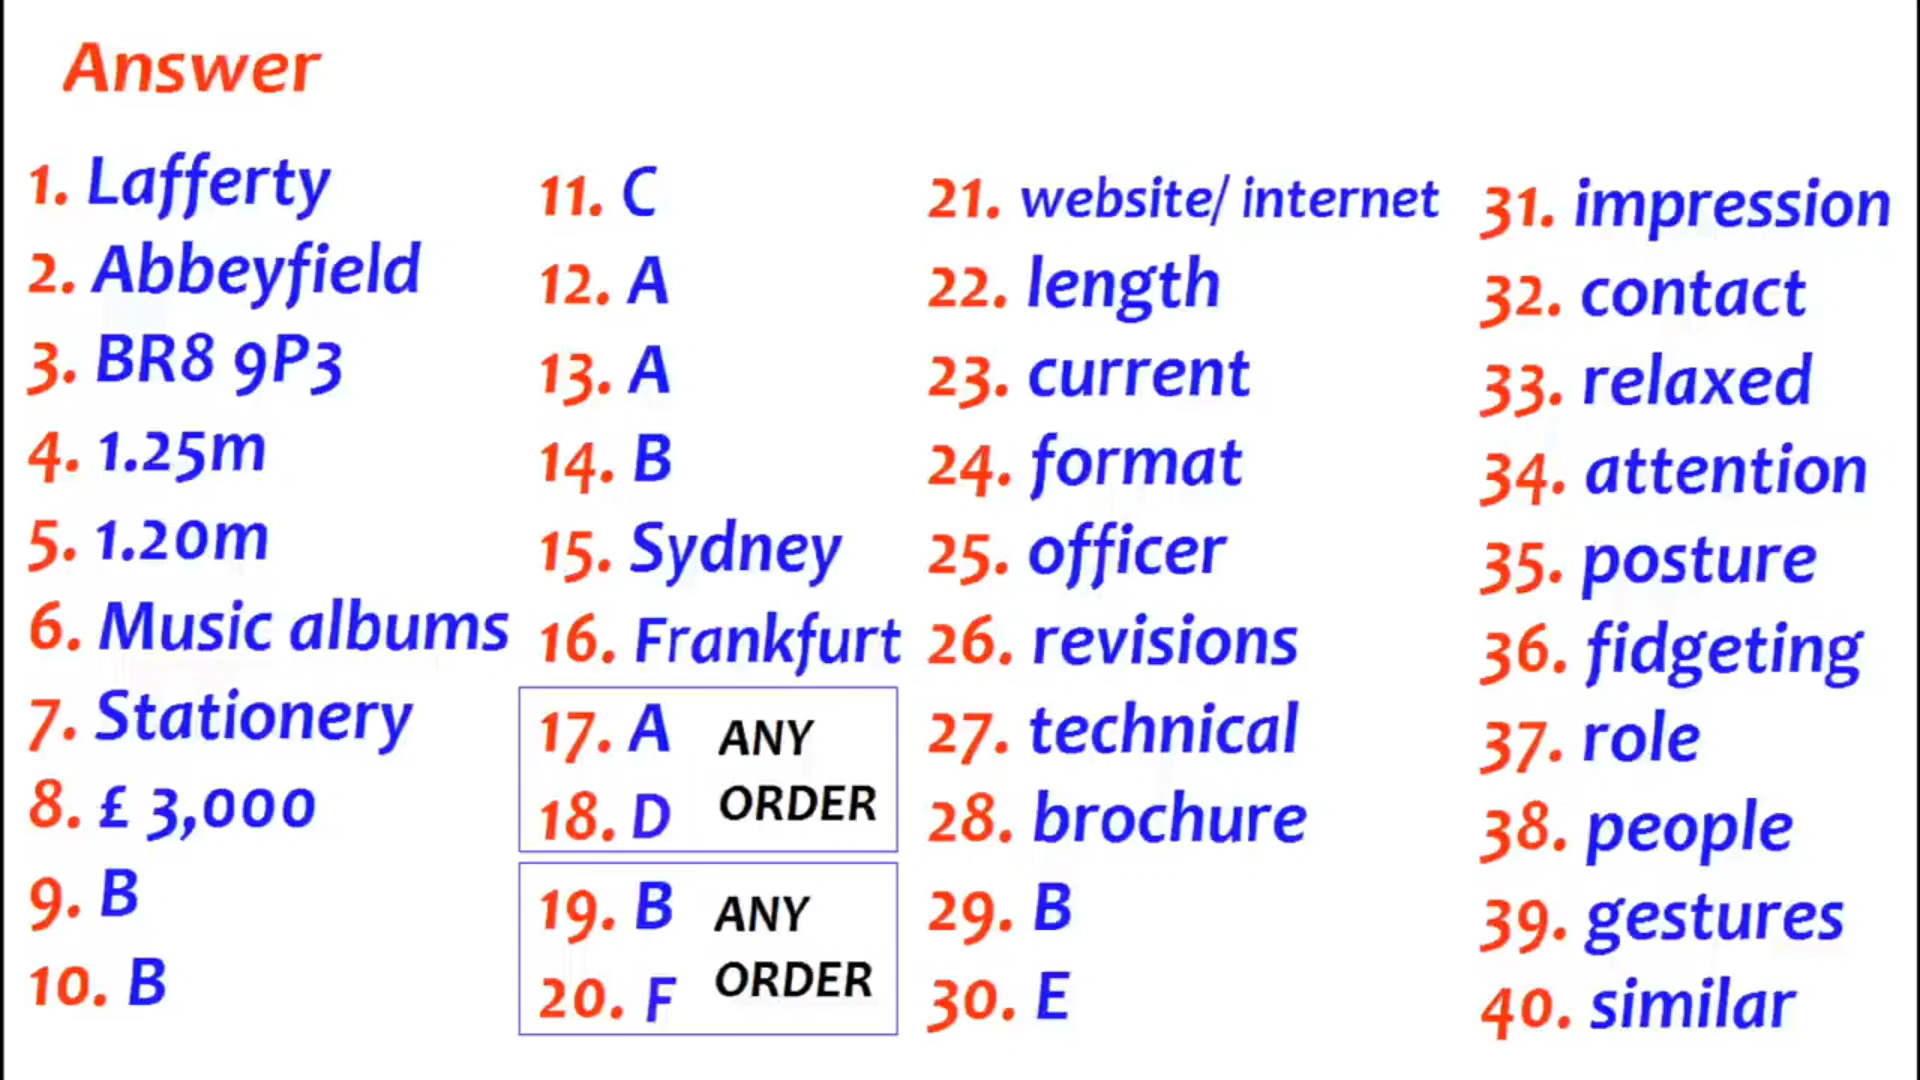 Answer
1. Lafferty
2. Abbeyfield
3. BR8 9P3
4. 1.25m
5. 1.20m
6. Music albums
7. Stationery
8. £ 3,000
9. B
10. B
11. C
12. A
13. A
14. B
15. Sydney
16. Frankfurt
17. A ANY
18. D ORDER
19. B ANY
20. F ORDER
21. website/ internet
22. length
23. current
24. format
25. officer
26. revisions
27. technical
28. brochure
29. B
30. E
31. impression
32. contact
33. relaxed
34. attention
35. posture
36. fidgeting
37. role
38. people
39. gestures
40. similar